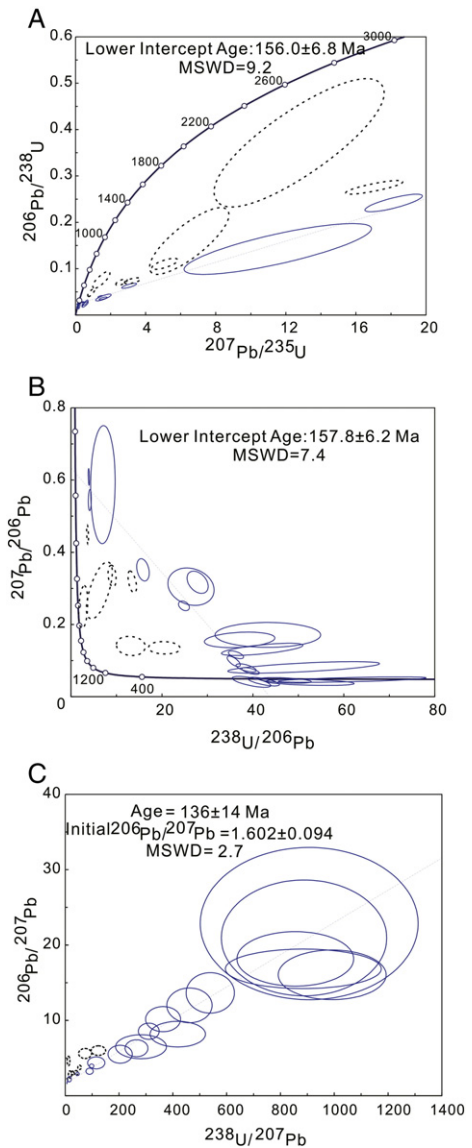 A
0.6
Lower Intercept Age:156.0±6.8 Ma
MSWD=9.2
3000
2600
0.5
2200
0.4
1800
0.3
1400
0.2
1000
0.1
206Pb/238U
0 4 8 12 16 20
207Pb/235U
B
0.8
Lower Intercept Age:157.8±6.2 Ma
MSWD=7.4
0.6
0.4
0.2
1200 400
207Pb/206Pb
0 20 40 60 80
238U/206Pb
C
40
Age = 136±14 Ma
Initial206Pb/207Pb =1.602±0.094
MSWD = 2.7
30
20
10
206Pb/207Pb
0 200 400 600 800 1000 1200 1400
238U/207Pb